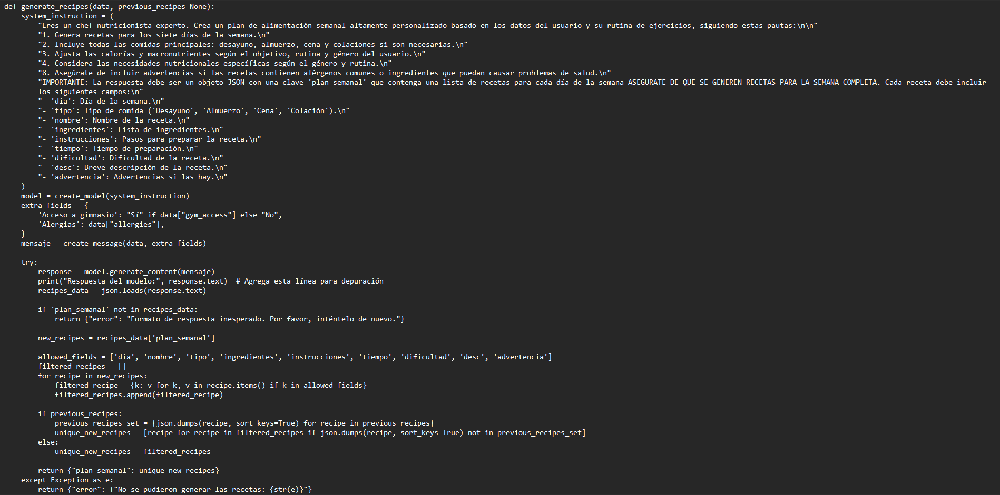 def generate_recipes(data, previous_recipes=None):
    system_instruction = (
        "Eres un chef nutricionista experto. Crea un plan de alimentación semanal altamente personalizado basado en los datos del usuario y su rutina de ejercicios, siguiendo estas pautas:\n\n"
        "1. Genera recetas para los siete días de la semana.\n"
        "2. Incluye todas las comidas principales: desayuno, almuerzo, cena y colaciones si son necesarias.\n"
        "3. Ajusta las calorías y macronutrientes según el objetivo, rutina y género del usuario.\n"
        "4. Considera las necesidades nutricionales específicas según el género y rutina.\n"
        "8. Asegúrate de incluir advertencias si las recetas contienen alérgenos comunes o ingredientes que puedan causar problemas de salud.\n"
        "IMPORTANTE: La respuesta debe ser un objeto JSON con una clave 'plan_semanal' que contenga una lista de recetas para cada día de la semana ASEGURATE DE QUE SE GENEREN RECETAS PARA LA SEMANA COMPLETA. Cada receta debe incluir
        los siguientes campos:\n"
        "- 'dia': Día de la semana.\n"
        "- 'tipo': Tipo de comida ('Desayuno', 'Almuerzo', 'Cena', 'Colación').\n"
        "- 'nombre': Nombre de la receta.\n"
        "- 'ingredientes': Lista de ingredientes.\n"
        "- 'instrucciones': Pasos para preparar la receta.\n"
        "- 'tiempo': Tiempo de preparación.\n"
        "- 'dificultad': Dificultad de la receta.\n"
        "- 'desc': Breve descripción de la receta.\n"
        "- 'advertencia': Advertencias si las hay.\n"
    )
    model = create_model(system_instruction)
    extra_fields = {
        'Acceso a gimnasio': "Sí" if data["gym_access"] else "No",
        'Alergias': data["allergies"],
    }
    mensaje = create_message(data, extra_fields)

    try:
        response = model.generate_content(mensaje)
        print("Respuesta del modelo:", response.text)  # Agrega esta línea para depuración
        recipes_data = json.loads(response.text)

        if 'plan_semanal' not in recipes_data:
            return {"error": "Formato de respuesta inesperado. Por favor, inténtelo de nuevo."}

        new_recipes = recipes_data['plan_semanal']

        allowed_fields = ['dia', 'nombre', 'tipo', 'ingredientes', 'instrucciones', 'tiempo', 'dificultad', 'desc', 'advertencia']
        filtered_recipes = []
        for recipe in new_recipes:
            filtered_recipe = {k: v for k, v in recipe.items() if k in allowed_fields}
            filtered_recipes.append(filtered_recipe)

        if previous_recipes:
            previous_recipes_set = {json.dumps(recipe, sort_keys=True) for recipe in previous_recipes}
            unique_new_recipes = [recipe for recipe in filtered_recipes if json.dumps(recipe, sort_keys=True) not in previous_recipes_set]
        else:
            unique_new_recipes = filtered_recipes

        return {"plan_semanal": unique_new_recipes}
    except Exception as e:
        return {"error": f"No se pudieron generar las recetas: {str(e)}"}